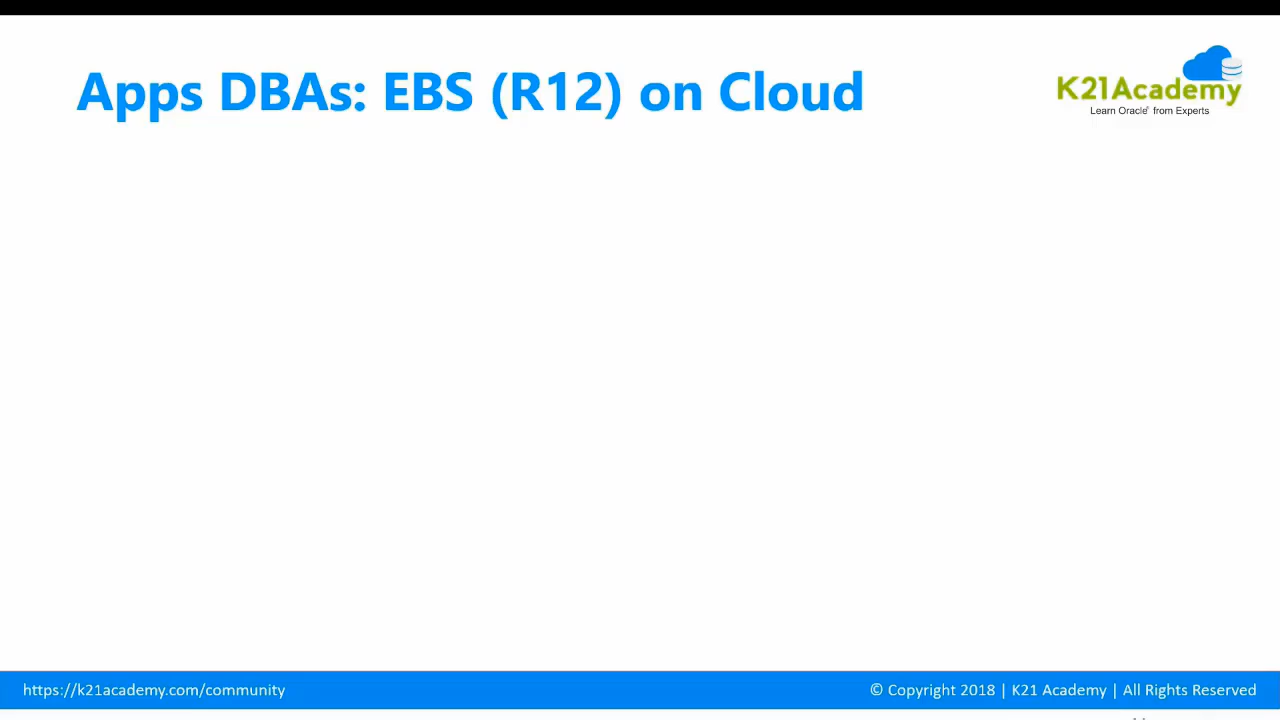 Apps DBAs: EBS (R12) on Cloud
K21Academy
Learn Oracle® from Experts
https://k21academy.com/community
© Copyright 2018 | K21 Academy | All Rights Reserved